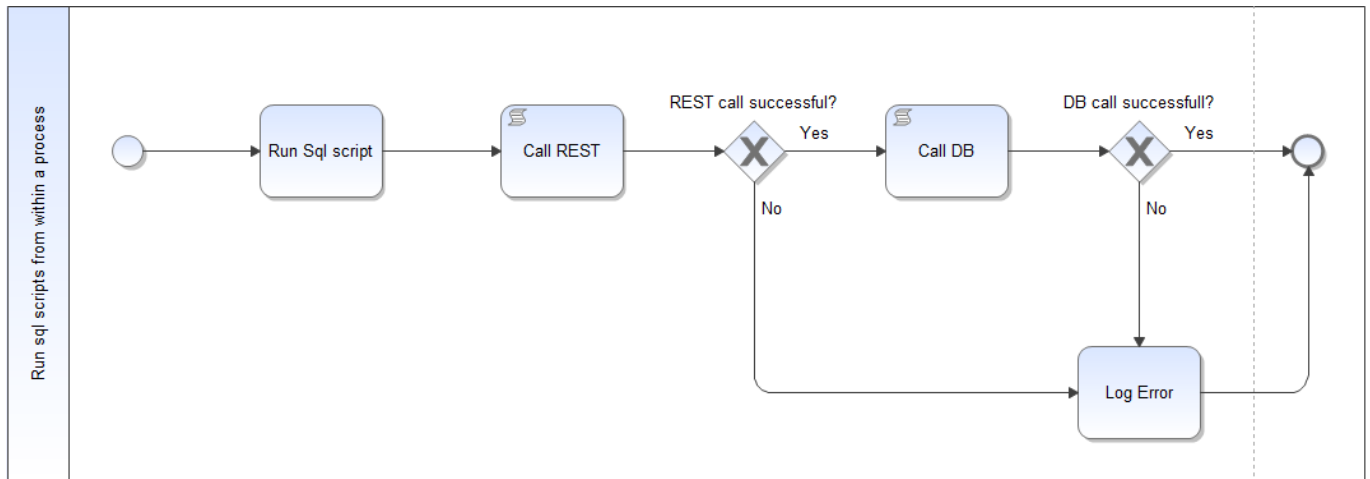 Run sql scripts from within a process
Run Sql script
Call REST
REST call successful?
Yes
No
Call DB
DB call successfull?
Yes
No
Log Error